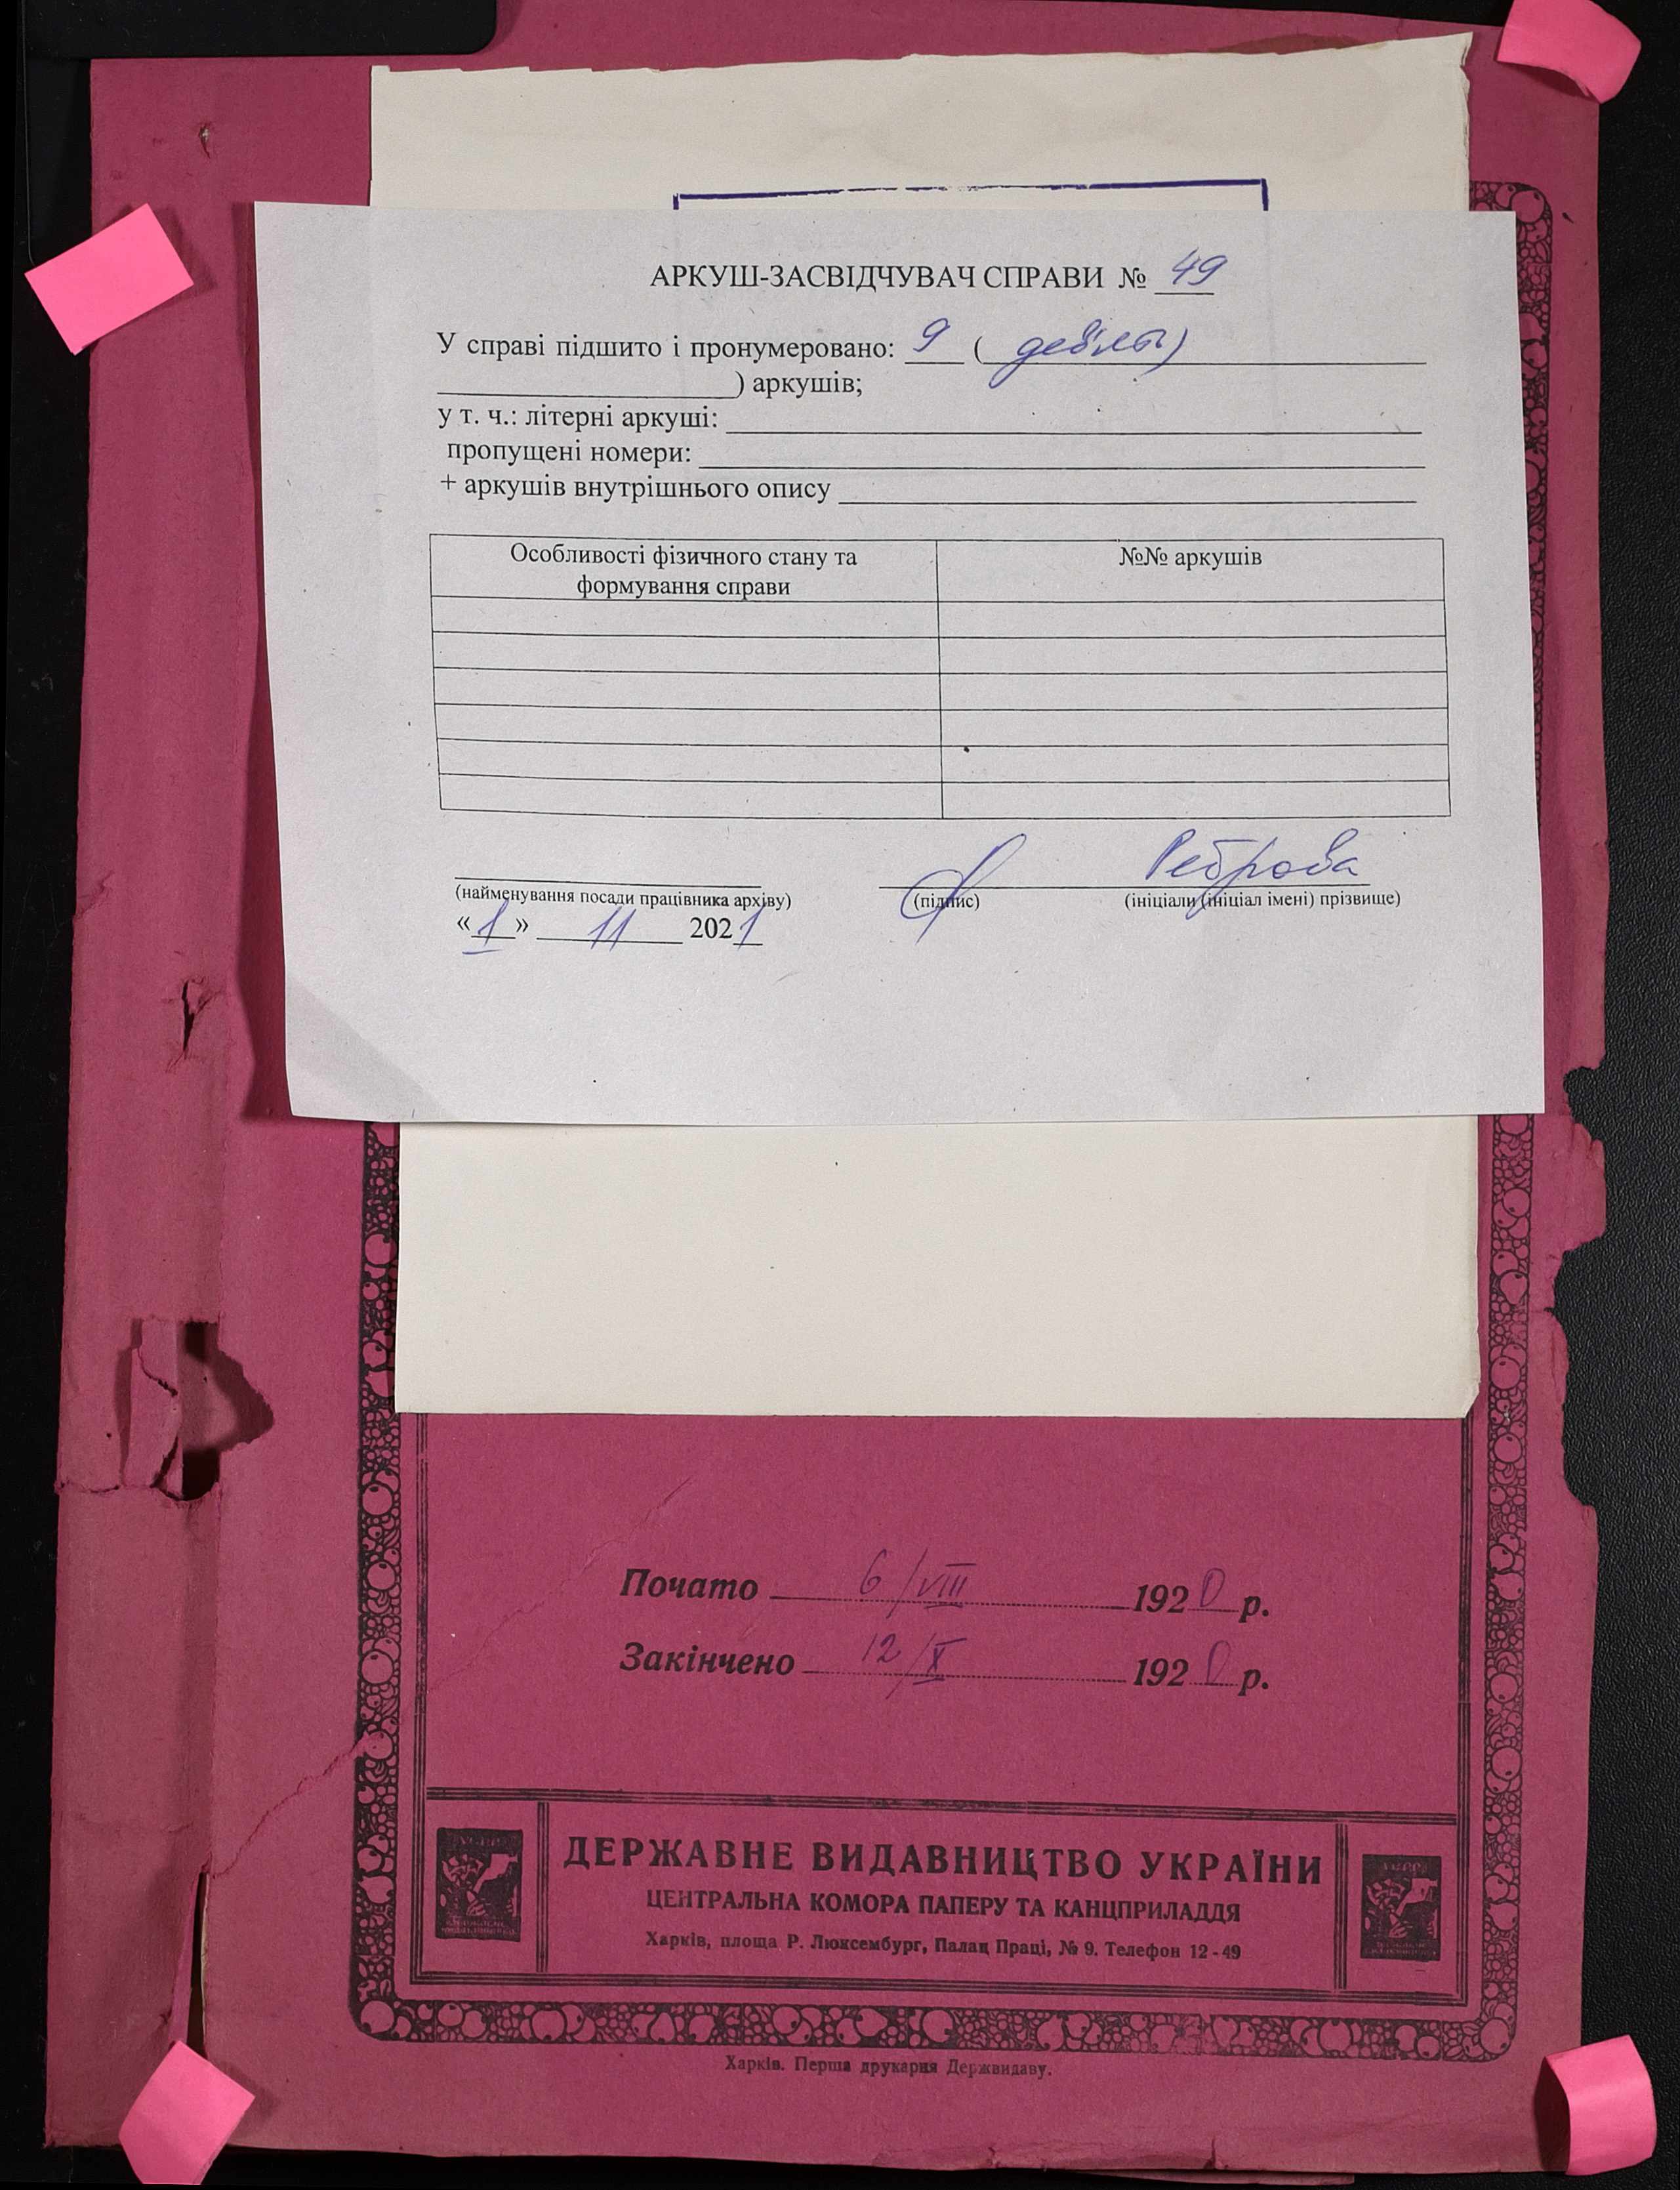 АРКУШ-ЗАСВІДЧУВАЧ СПРАВИ № 49
У справі підшито і пронумеровано: 9 ( дев'ять )
) аркушів;
у т. ч.: літерні аркуші:
пропущені номери:
+ аркушів внутрішнього опису
Особливості фізичного стану та формування справи
№№ аркушів
Реброва
(найменування посади працівника архіву) (підпис) (ініціали (ініціал імені) прізвище)
«1» 11 2021
Почато 6/VIII 1920 р.
Закінчено 12/X 1920 р.
ДЕРЖАВНЕ ВИДАВНИЦТВО УКРАЇНИ
ЦЕНТРАЛЬНА КОМОРА ПАПЕРУ ТА КАНЦПРИЛАДДЯ
Харків, площа Р. Люксембург, Палац Праці, № 9. Телефон 12-49
Харків. Перша друкарня Держвидаву.